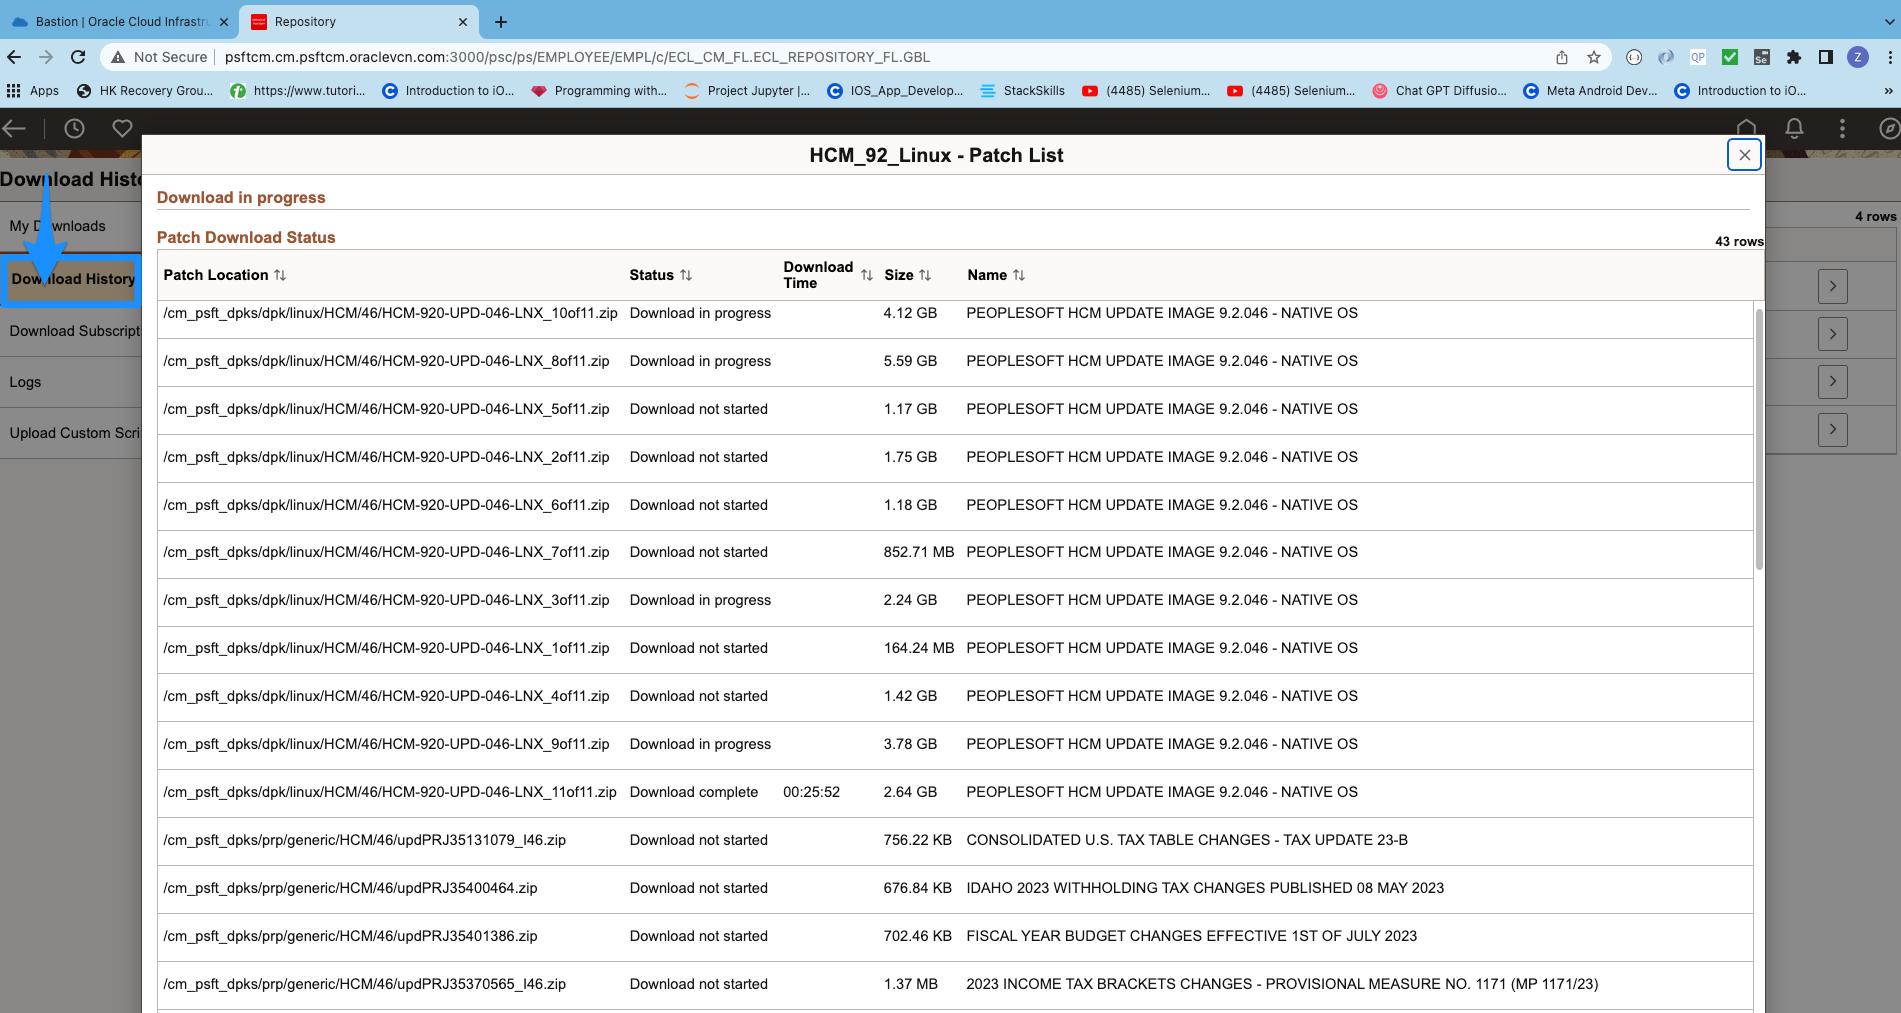 Bastion | Oracle Cloud Infrastru
Repository
Not Secure
psftcm.cm.psftcm.oraclevcn.com:3000/psc/ps/EMPLOYEE/EMPL/c/ECL_CM_FL.ECL_REPOSITORY_FL.GBL
QP
Se
Z
Apps
HK Recovery Grou...
https://www.tutori...
Introduction to iO...
Programming with...
Project Jupyter |...
IOS_App_Develop...
StackSkills
(4485) Selenium...
(4485) Selenium...
Chat GPT Diffusio...
Meta Android Dev...
Introduction to iO...
»
HCM_92_Linux - Patch List
Download Histo
My Downloads
Download History
Download Subscript
Logs
Upload Custom Scri
4 rows
Download in progress
Patch Download Status
43 rows
Patch Location Status Download Time Size Name
/cm_psft_dpks/dpk/linux/HCM/46/HCM-920-UPD-046-LNX_10of11.zip Download in progress 4.12 GB PEOPLESOFT HCM UPDATE IMAGE 9.2.046 - NATIVE OS
/cm_psft_dpks/dpk/linux/HCM/46/HCM-920-UPD-046-LNX_8of11.zip Download in progress 5.59 GB PEOPLESOFT HCM UPDATE IMAGE 9.2.046 - NATIVE OS
/cm_psft_dpks/dpk/linux/HCM/46/HCM-920-UPD-046-LNX_5of11.zip Download not started 1.17 GB PEOPLESOFT HCM UPDATE IMAGE 9.2.046 - NATIVE OS
/cm_psft_dpks/dpk/linux/HCM/46/HCM-920-UPD-046-LNX_2of11.zip Download not started 1.75 GB PEOPLESOFT HCM UPDATE IMAGE 9.2.046 - NATIVE OS
/cm_psft_dpks/dpk/linux/HCM/46/HCM-920-UPD-046-LNX_6of11.zip Download not started 1.18 GB PEOPLESOFT HCM UPDATE IMAGE 9.2.046 - NATIVE OS
/cm_psft_dpks/dpk/linux/HCM/46/HCM-920-UPD-046-LNX_7of11.zip Download not started 852.71 MB PEOPLESOFT HCM UPDATE IMAGE 9.2.046 - NATIVE OS
/cm_psft_dpks/dpk/linux/HCM/46/HCM-920-UPD-046-LNX_3of11.zip Download in progress 2.24 GB PEOPLESOFT HCM UPDATE IMAGE 9.2.046 - NATIVE OS
/cm_psft_dpks/dpk/linux/HCM/46/HCM-920-UPD-046-LNX_1of11.zip Download not started 164.24 MB PEOPLESOFT HCM UPDATE IMAGE 9.2.046 - NATIVE OS
/cm_psft_dpks/dpk/linux/HCM/46/HCM-920-UPD-046-LNX_4of11.zip Download not started 1.42 GB PEOPLESOFT HCM UPDATE IMAGE 9.2.046 - NATIVE OS
/cm_psft_dpks/dpk/linux/HCM/46/HCM-920-UPD-046-LNX_9of11.zip Download in progress 3.78 GB PEOPLESOFT HCM UPDATE IMAGE 9.2.046 - NATIVE OS
/cm_psft_dpks/dpk/linux/HCM/46/HCM-920-UPD-046-LNX_11of11.zip Download complete 00:25:52 2.64 GB PEOPLESOFT HCM UPDATE IMAGE 9.2.046 - NATIVE OS
/cm_psft_dpks/prp/generic/HCM/46/updPRJ35131079_I46.zip Download not started 756.22 KB CONSOLIDATED U.S. TAX TABLE CHANGES - TAX UPDATE 23-B
/cm_psft_dpks/prp/generic/HCM/46/updPRJ35400464.zip Download not started 676.84 KB IDAHO 2023 WITHHOLDING TAX CHANGES PUBLISHED 08 MAY 2023
/cm_psft_dpks/prp/generic/HCM/46/updPRJ35401386.zip Download not started 702.46 KB FISCAL YEAR BUDGET CHANGES EFFECTIVE 1ST OF JULY 2023
/cm_psft_dpks/prp/generic/HCM/46/updPRJ35370565_I46.zip Download not started 1.37 MB 2023 INCOME TAX BRACKETS CHANGES - PROVISIONAL MEASURE NO. 1171 (MP 1171/23)